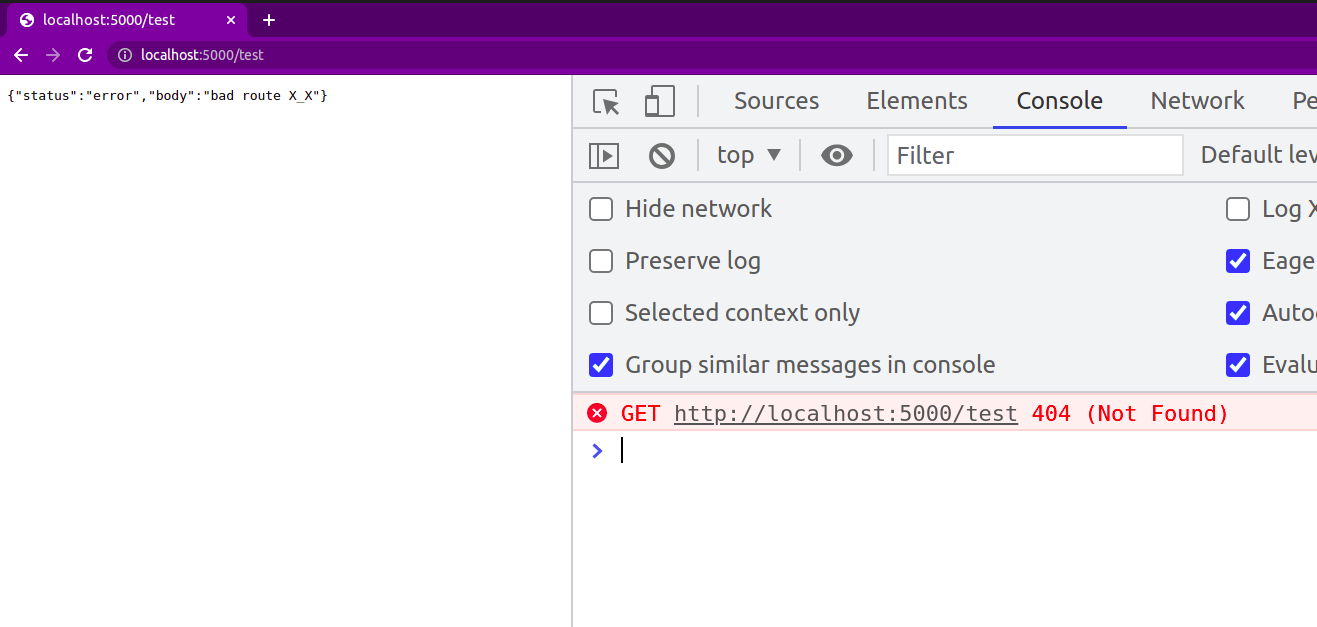 localhost:5000/test
localhost:5000/test
{"status":"error","body":"bad route X_X"}
Sources Elements Console Network Pe
top Filter Default lev
Hide network Log X
Preserve log Eage
Selected context only Auto
Group similar messages in console Evalu
GET http://localhost:5000/test 404 (Not Found)